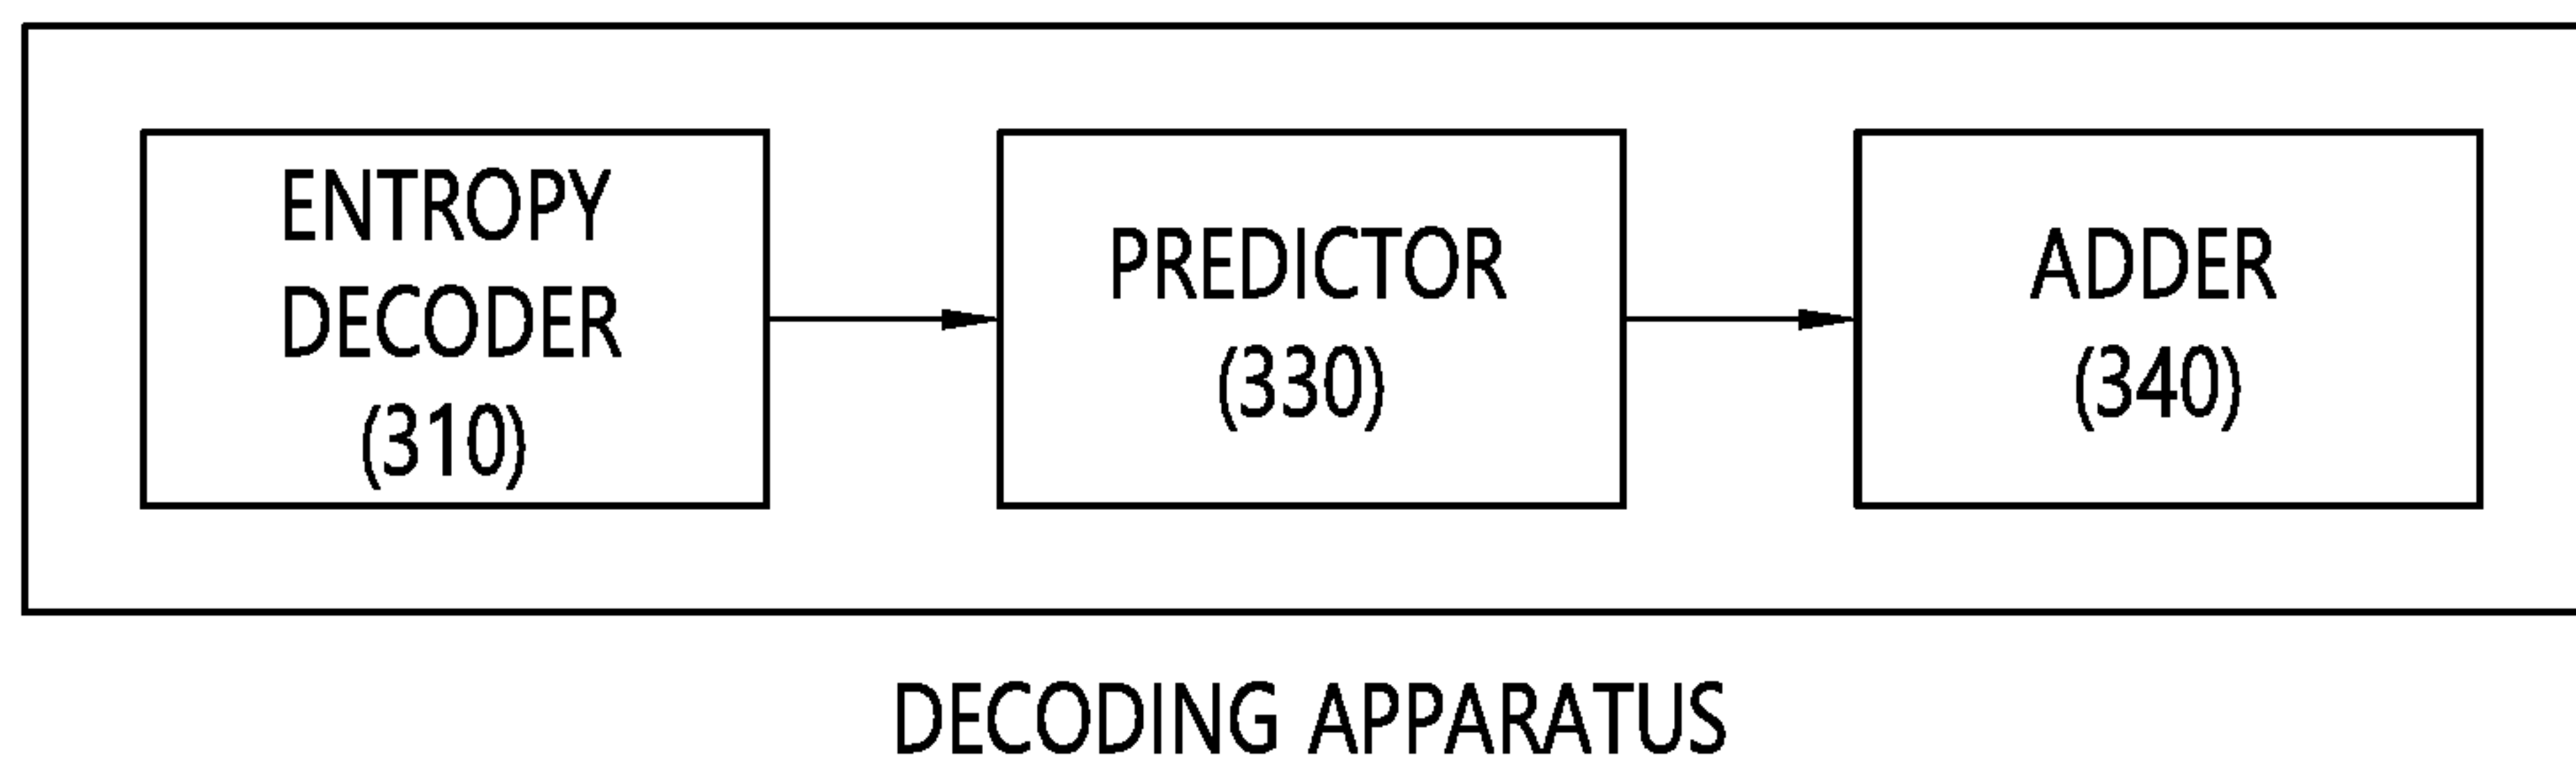 ENTROPY
DECODER
(310)
PREDICTOR
(330)
ADDER
(340)
DECODING APPARATUS